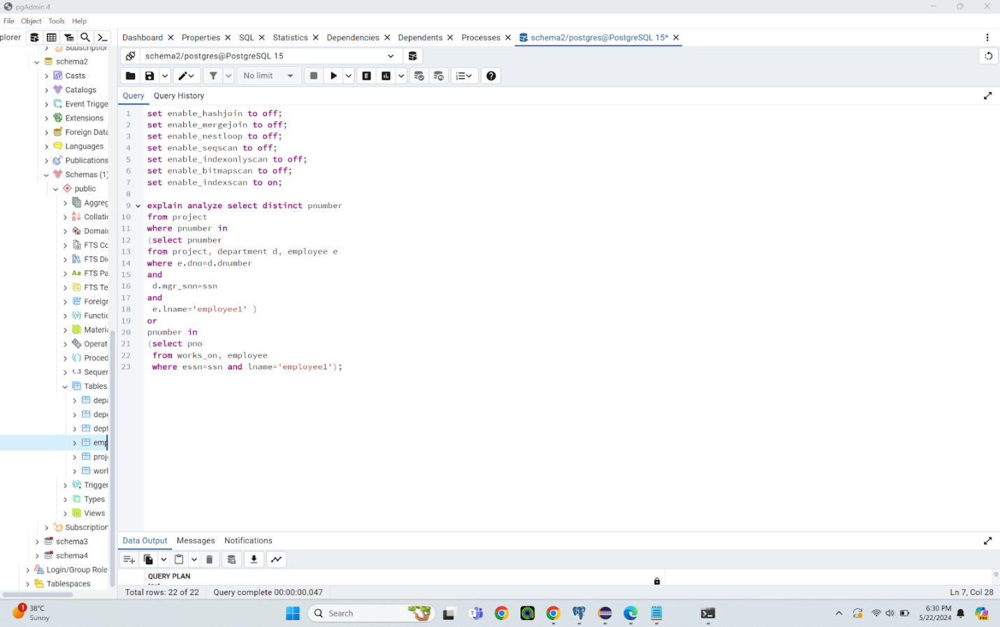 pgAdmin 4
File Object Tools Help
plorer
Dashboard Properties SQL Statistics Dependencies Dependents Processes schema2/postgres@PostgreSQL 15*
schema2/postgres@PostgreSQL 15
No limit
Query Query History
Subscription
schema2
Casts
Catalogs
Event Trigge
Extensions
Foreign Data
Languages
Publications
Schemas (1)
public
Aggreg
Collatic
Domai
FTS Co
FTS Di
FTS Pa
FTS Te
Foreign
Functic
Materia
Operat
Proced
Sequer
Tables
depa
depe
dept
emp
proj
worl
Trigger
Types
Views
Subscription
schema3
schema4
Login/Group Role
Tablespaces
1 set enable_hashjoin to off;
2 set enable_mergejoin to off;
3 set enable_nestloop to off;
4 set enable_seqscan to off;
5 set enable_indexonlyscan to off;
6 set enable_bitmapscan to off;
7 set enable_indexscan to on;
8
9 explain analyze select distinct pnumber
10 from project
11 where pnumber in
12 (select pnumber
13 from project, department d, employee e
14 where e.dno=d.dnumber
15 and
16 d.mgr_snn=ssn
17 and
18 e.lname='employee1' )
19 or
20 pnumber in
21 (select pno
22 from works_on, employee
23 where essn=ssn and lname='employee1');
Data Output Messages Notifications
QUERY PLAN
Total rows: 22 of 22 Query complete 00:00:00.047 Ln 7, Col 28
1 38°C
Sunny
Search
6:30 PM
5/22/2024
PRE